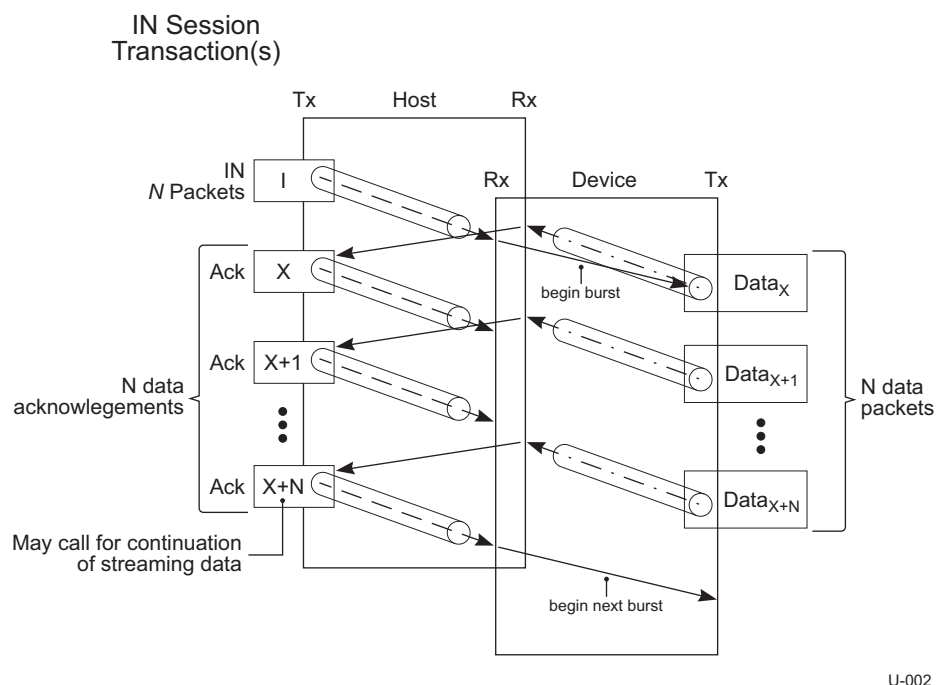 IN Session
Transaction(s)
Tx Host Rx
IN
N Packets
I
Rx Device Tx
Ack X
DataX
begin burst
Ack X+1
DataX+1
N data
acknowlegements
N data
packets
Ack X+N
DataX+N
May call for continuation
of streaming data
begin next burst
U-002